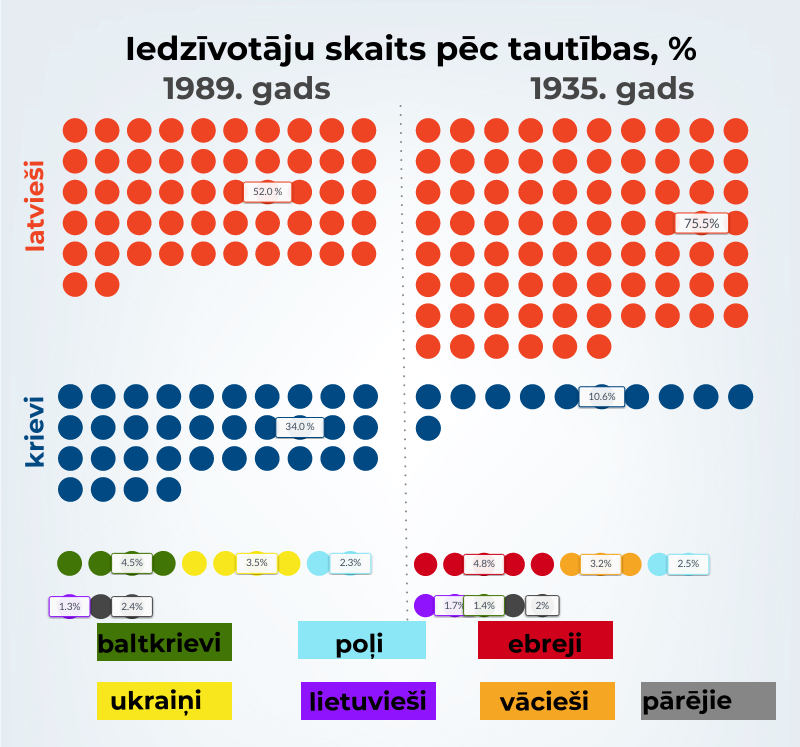 Iedzīvotāju skaits pēc tautības, %
1989. gads
1935. gads
latvieši
52.0 %
75.5%
krievi
34.0 %
10.6%
4.5%
3.5%
2.3%
4.8%
3.2%
2.5%
1.3%
2.4%
1.7%
1.4%
2%
baltkrievi
poļi
ebreji
ukraiņi
lietuvieši
vācieši
pārējie